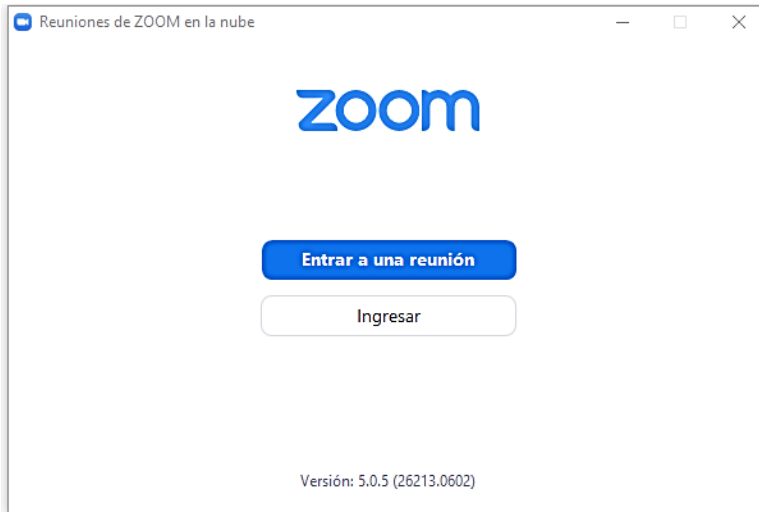 Reuniones de ZOOM en la nube
zoom
Entrar a una reunión
Ingresar
Versión: 5.0.5 (26213.0602)